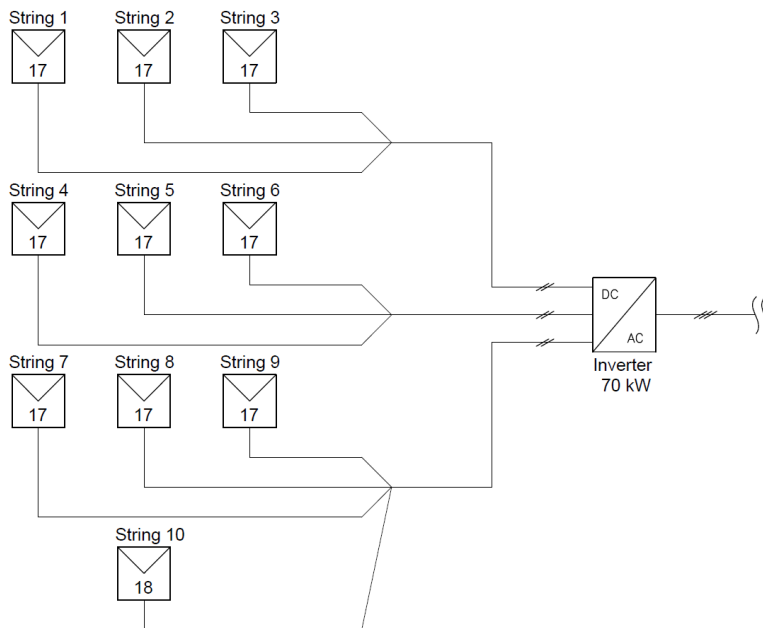 String 1 String 2 String 3
17 17 17
String 4 String 5 String 6
17 17 17
DC
AC
Inverter
70 kW
String 7 String 8 String 9
17 17 17
String 10
18